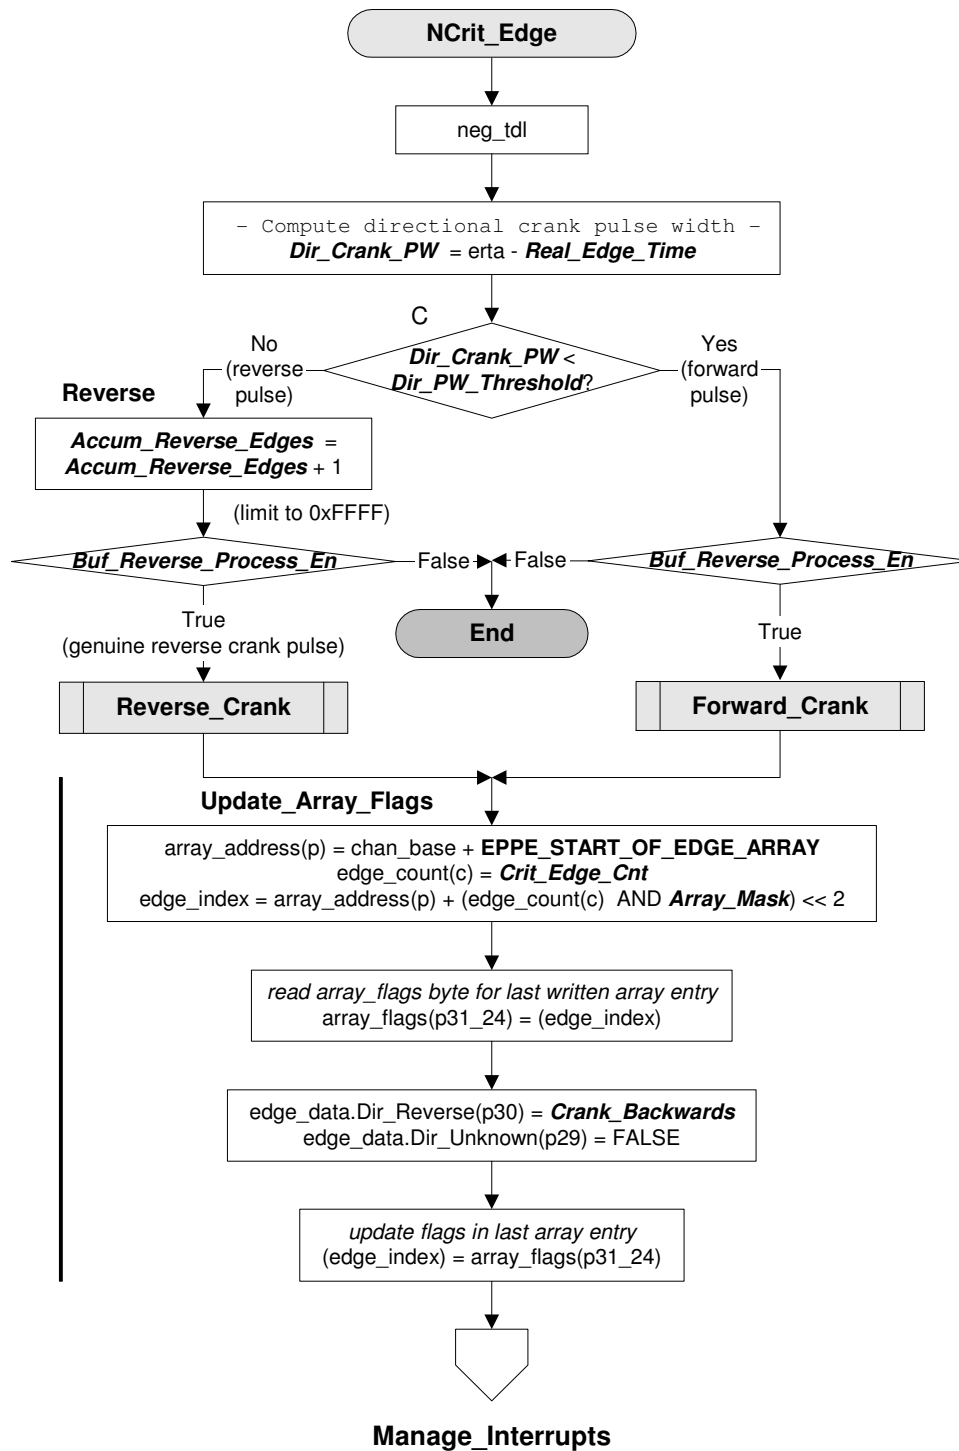 NCrit_Edge
neg_tdl
- Compute directional crank pulse width -
Dir_Crank_PW = erta - Real_Edge_Time
C
Dir_Crank_PW <
Dir_PW_Threshold?
No
(reverse
pulse)
Yes
(forward
pulse)
Reverse
Accum_Reverse_Edges =
Accum_Reverse_Edges + 1
(limit to 0xFFFF)
Buf_Reverse_Process_En
False
False
Buf_Reverse_Process_En
End
True
(genuine reverse crank pulse)
True
Reverse_Crank
Forward_Crank
Update_Array_Flags
array_address(p) = chan_base + EPPE_START_OF_EDGE_ARRAY
edge_count(c) = Crit_Edge_Cnt
edge_index = array_address(p) + (edge_count(c) AND Array_Mask) << 2
read array_flags byte for last written array entry
array_flags(p31_24) = (edge_index)
edge_data.Dir_Reverse(p30) = Crank_Backwards
edge_data.Dir_Unknown(p29) = FALSE
update flags in last array entry
(edge_index) = array_flags(p31_24)
Manage_Interrupts